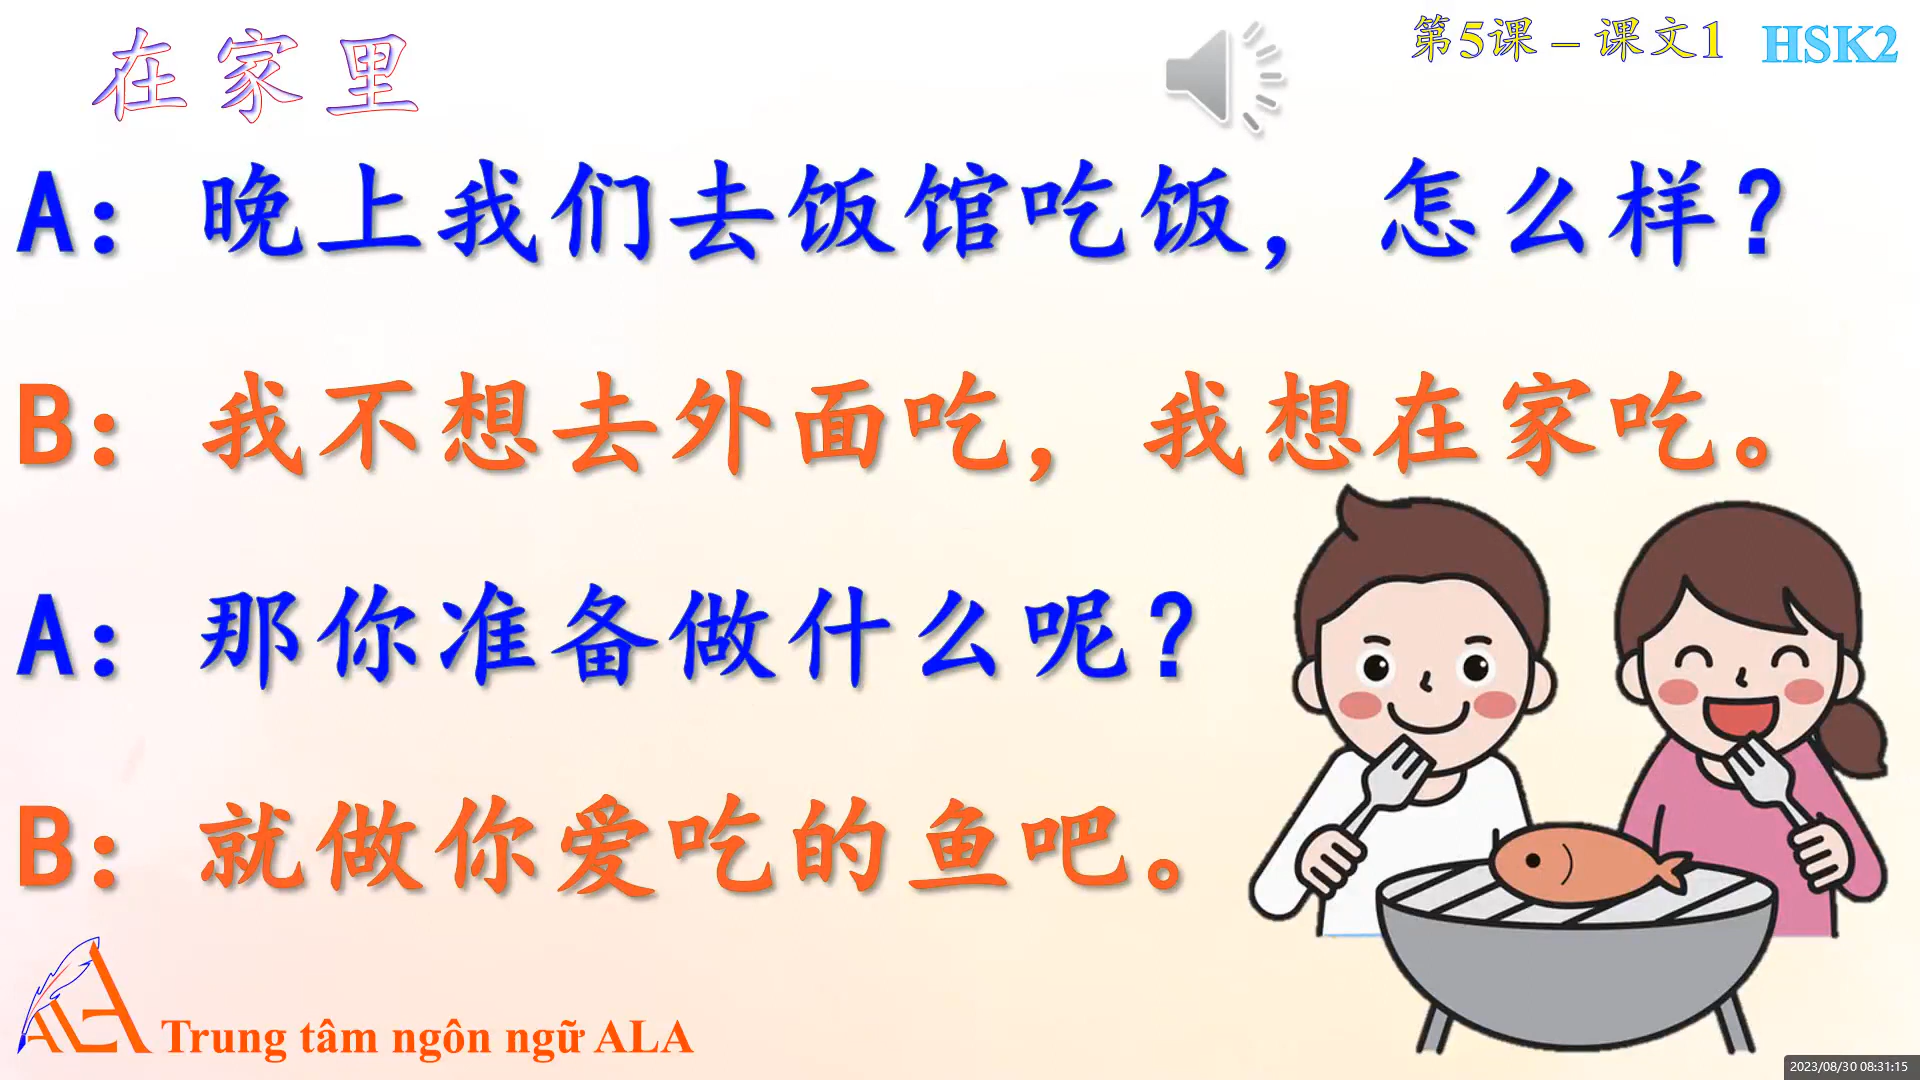 在家里
第5课 – 课文1 HSK2
A：晚上我们去饭馆吃饭，怎么样？
B：我不想去外面吃，我想在家吃。
A：那你准备做什么呢？
B：就做你爱吃的鱼吧。
ALA Trung tâm ngôn ngữ ALA
2023/08/30 08:31:15